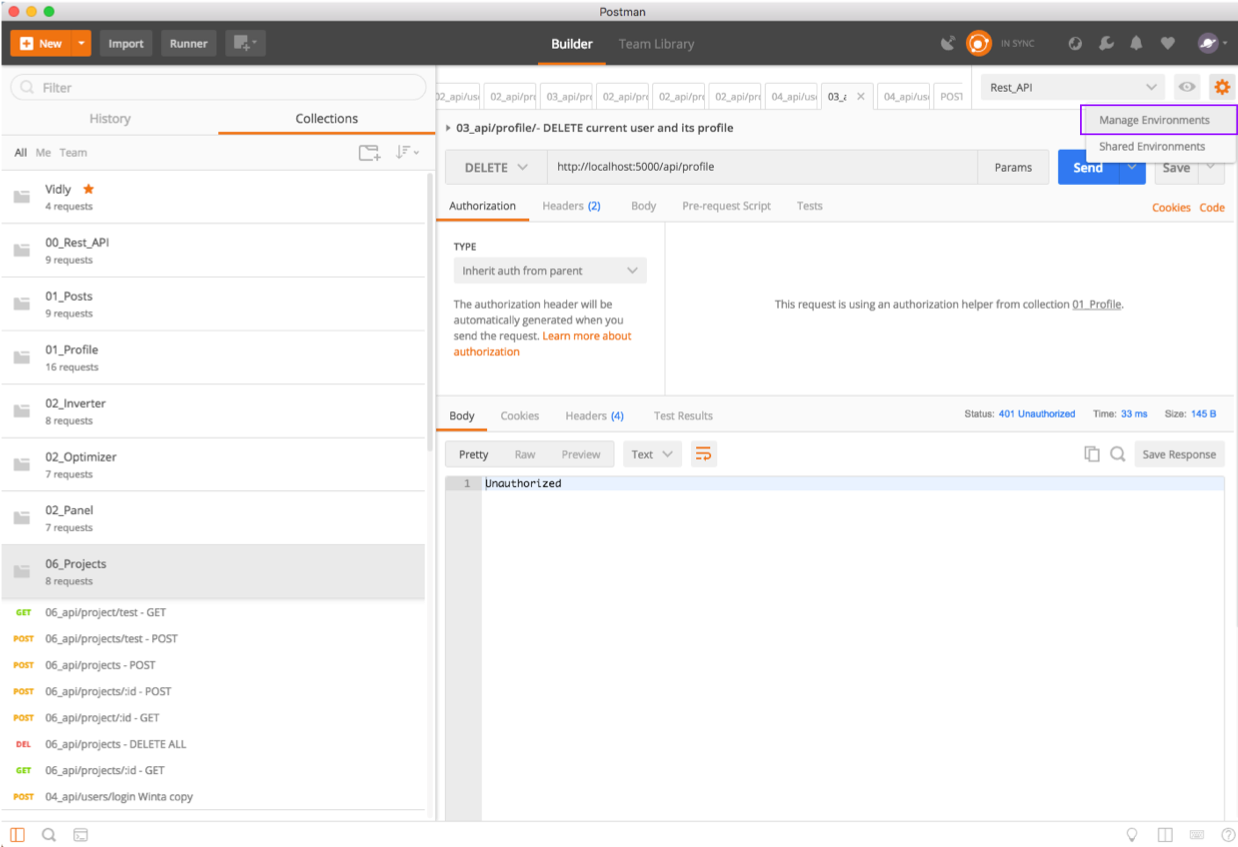 Postman
New
Import
Runner
Builder
Team Library
IN SYNC
Filter
History
Collections
All Me Team
Vidly
4 requests
00_Rest_API
9 requests
01_Posts
9 requests
01_Profile
16 requests
02_Inverter
8 requests
02_Optimizer
7 requests
02_Panel
7 requests
06_Projects
8 requests
GET 06_api/project/test - GET
POST 06_api/projects/test - POST
POST 06_api/projects - POST
POST 06_api/projects/:id - POST
POST 06_api/project/:id - GET
DEL 06_api/projects - DELETE ALL
GET 06_api/projects/:id - GET
POST 04_api/users/login Winta copy
02_api/us 02_api/pr 03_api/pr 02_api/pr 02_api/pr 02_api/pr 04_api/us 03_a 04_api/us POST
Rest_API
Manage Environments
Shared Environments
03_api/profile/- DELETE current user and its profile
DELETE
http://localhost:5000/api/profile
Params
Send
Save
Authorization
Headers (2)
Body
Pre-request Script
Tests
Cookies Code
TYPE
Inherit auth from parent
The authorization header will be
automatically generated when you
send the request. Learn more about
authorization
This request is using an authorization helper from collection 01_Profile.
Body
Cookies
Headers (4)
Test Results
Status: 401 Unauthorized Time: 33 ms Size: 145 B
Pretty
Raw
Preview
Text
Save Response
1 Unauthorized